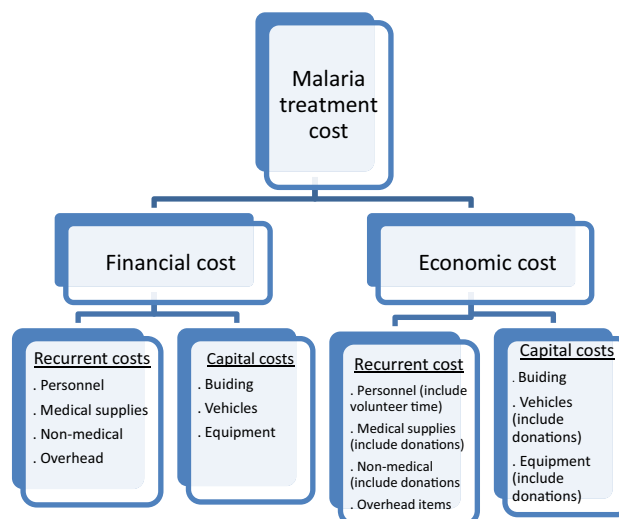 Malaria
treatment
cost
Financial cost
Economic cost
Recurrent costs
. Personnel
. Medical supplies
. Non-medical
. Overhead
Capital costs
. Buiding
. Vehicles
. Equipment
Recurrent cost
. Personnel (include
volunteer time)
. Medical supplies
(include donations)
. Non-medical
(include donations
. Overhead items
Capital costs
. Buiding
. Vehicles
(include
donations)
. Equipment
(include
donations)